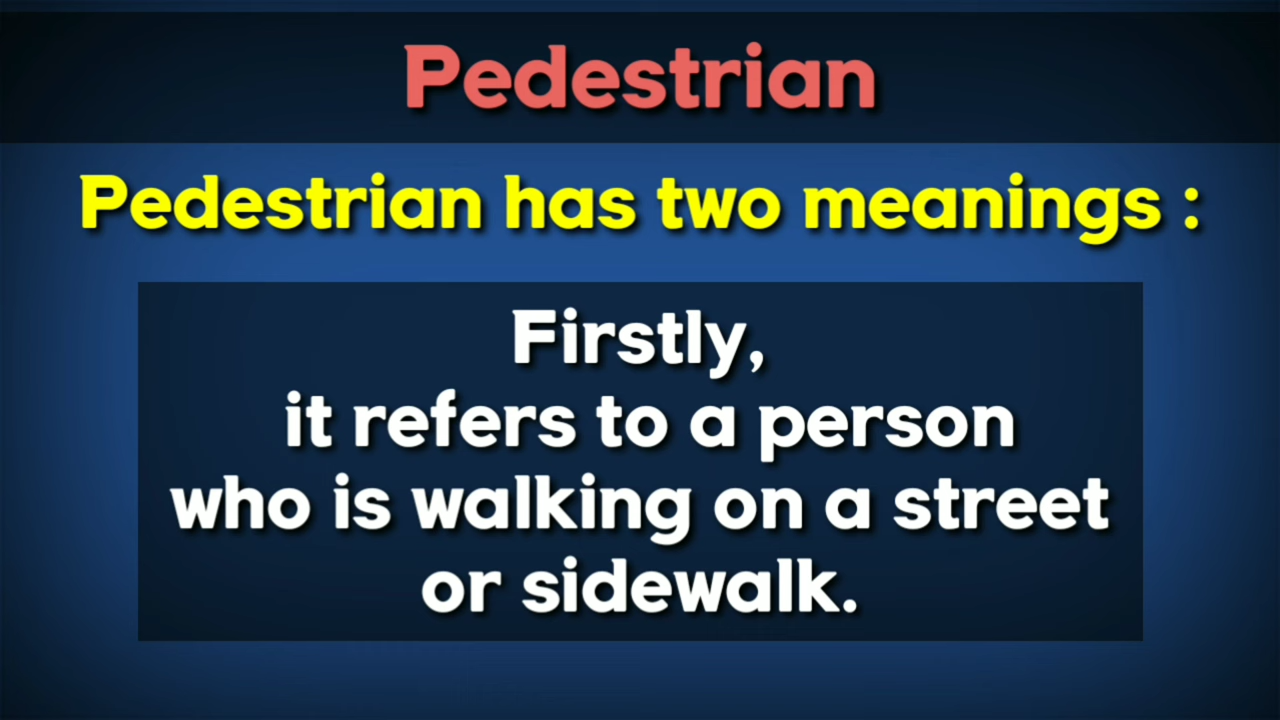 Pedestrian
Pedestrian has two meanings :
Firstly,
it refers to a person
who is walking on a street
or sidewalk.